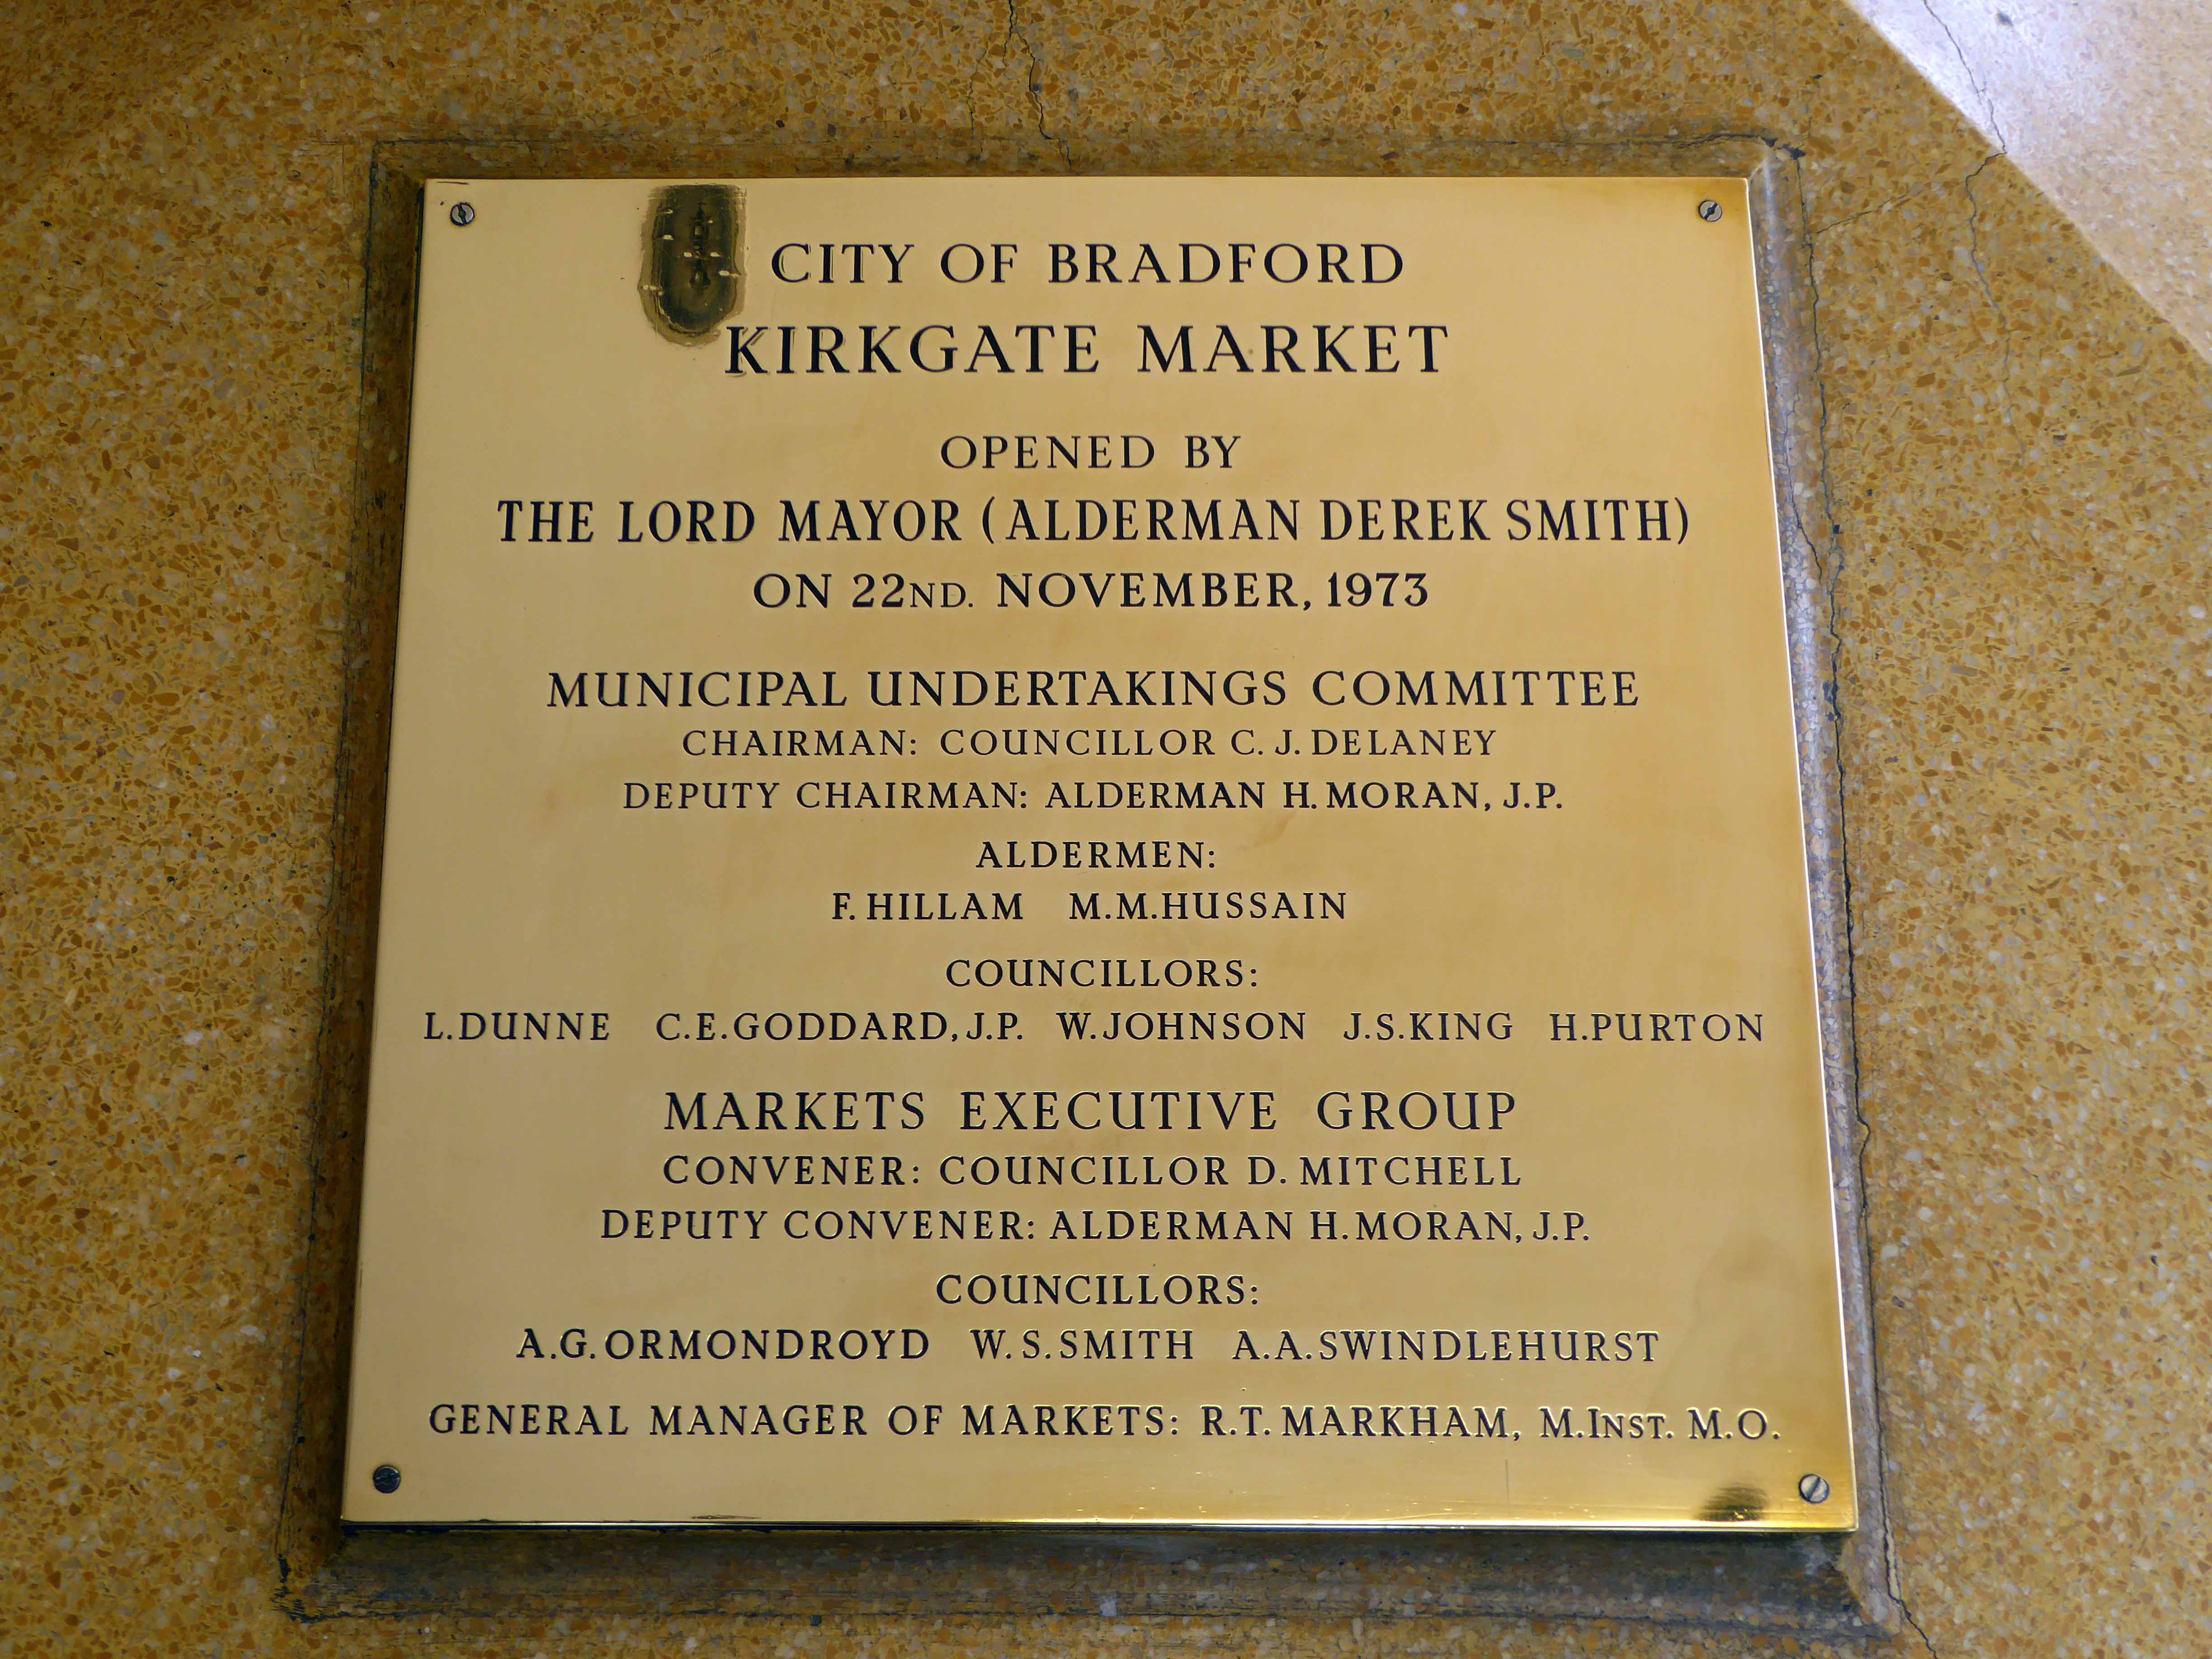 CITY OF BRADFORD
KIRKGATE MARKET
OPENED BY
THE LORD MAYOR (ALDERMAN DEREK SMITH)
ON 22ND. NOVEMBER, 1973
MUNICIPAL UNDERTAKINGS COMMITTEE
CHAIRMAN: COUNCILLOR C. J. DELANEY
DEPUTY CHAIRMAN: ALDERMAN H. MORAN, J.P.
ALDERMEN:
F. HILLAM M.M.HUSSAIN
COUNCILLORS:
L.DUNNE C.E.GODDARD, J.P. W.JOHNSON J.S.KING H.PURTON
MARKETS EXECUTIVE GROUP
CONVENER: COUNCILLOR D. MITCHELL
DEPUTY CONVENER: ALDERMAN H.MORAN, J.P.
COUNCILLORS:
A.G. ORMONDROYD W.S.SMITH A.A.SWINDLEHURST
GENERAL MANAGER OF MARKETS: R.T. MARKHAM, M.INST. M.O.